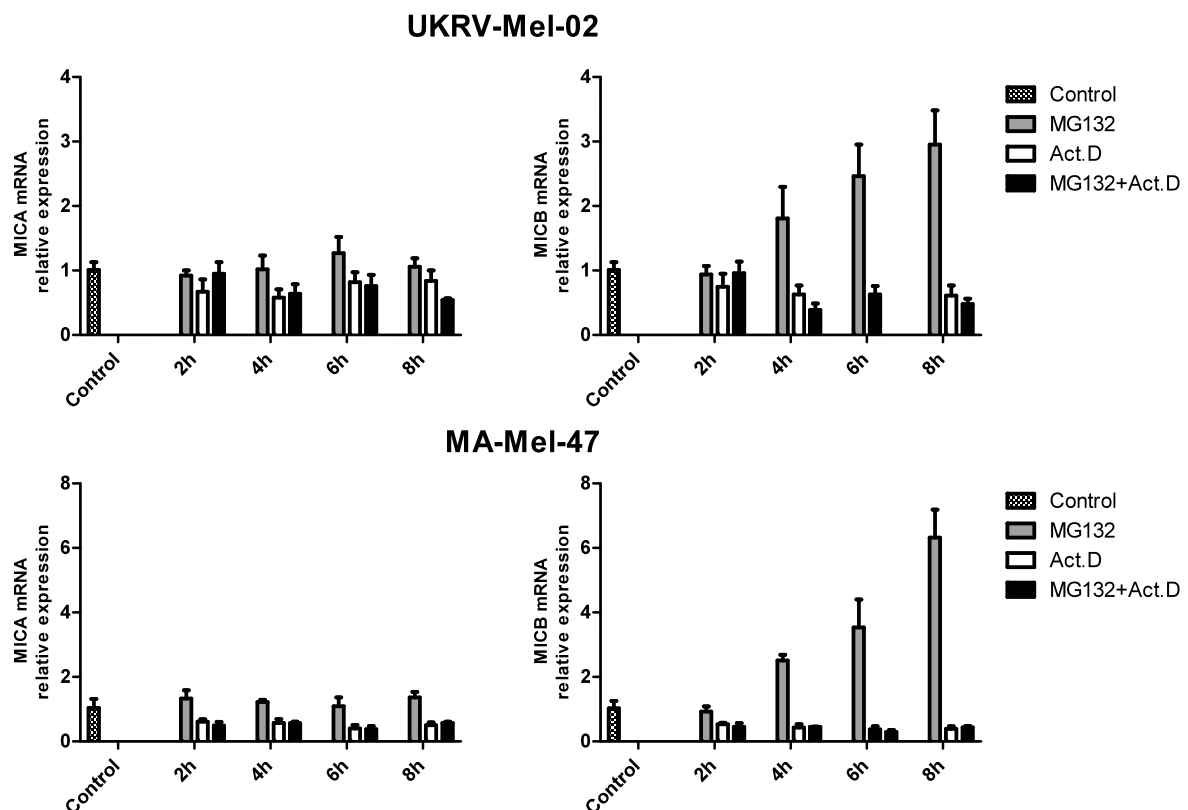 UKRV-Mel-02
MICA mRNA
relative expression
4
3
2
1
0
Control
2h
4h
6h
8h
MICB mRNA
relative expression
4
3
2
1
0
Control
2h
4h
6h
8h
Control
MG132
Act.D
MG132+Act.D
MA-Mel-47
MICA mRNA
relative expression
8
6
4
2
0
Control
2h
4h
6h
8h
MICB mRNA
relative expression
8
6
4
2
0
Control
2h
4h
6h
8h
Control
MG132
Act.D
MG132+Act.D